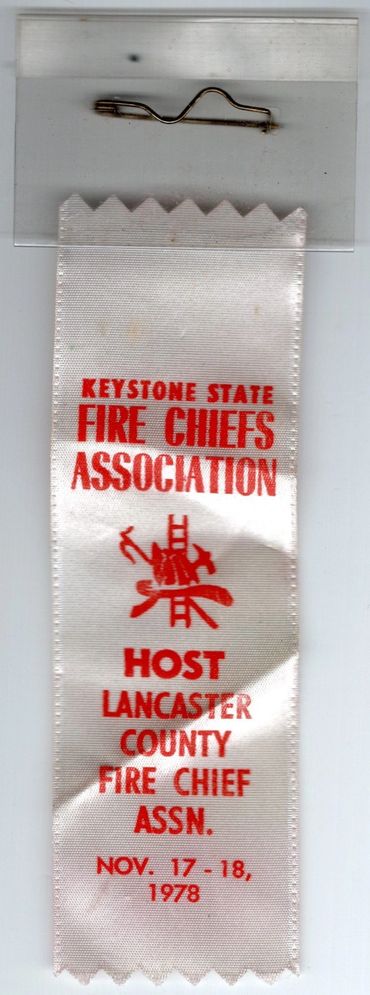 KEYSTONE STATE
FIRE CHIEFS
ASSOCIATION
HOST
LANCASTER
COUNTY
FIRE CHIEF
ASSN.
NOV. 17-18,
1978